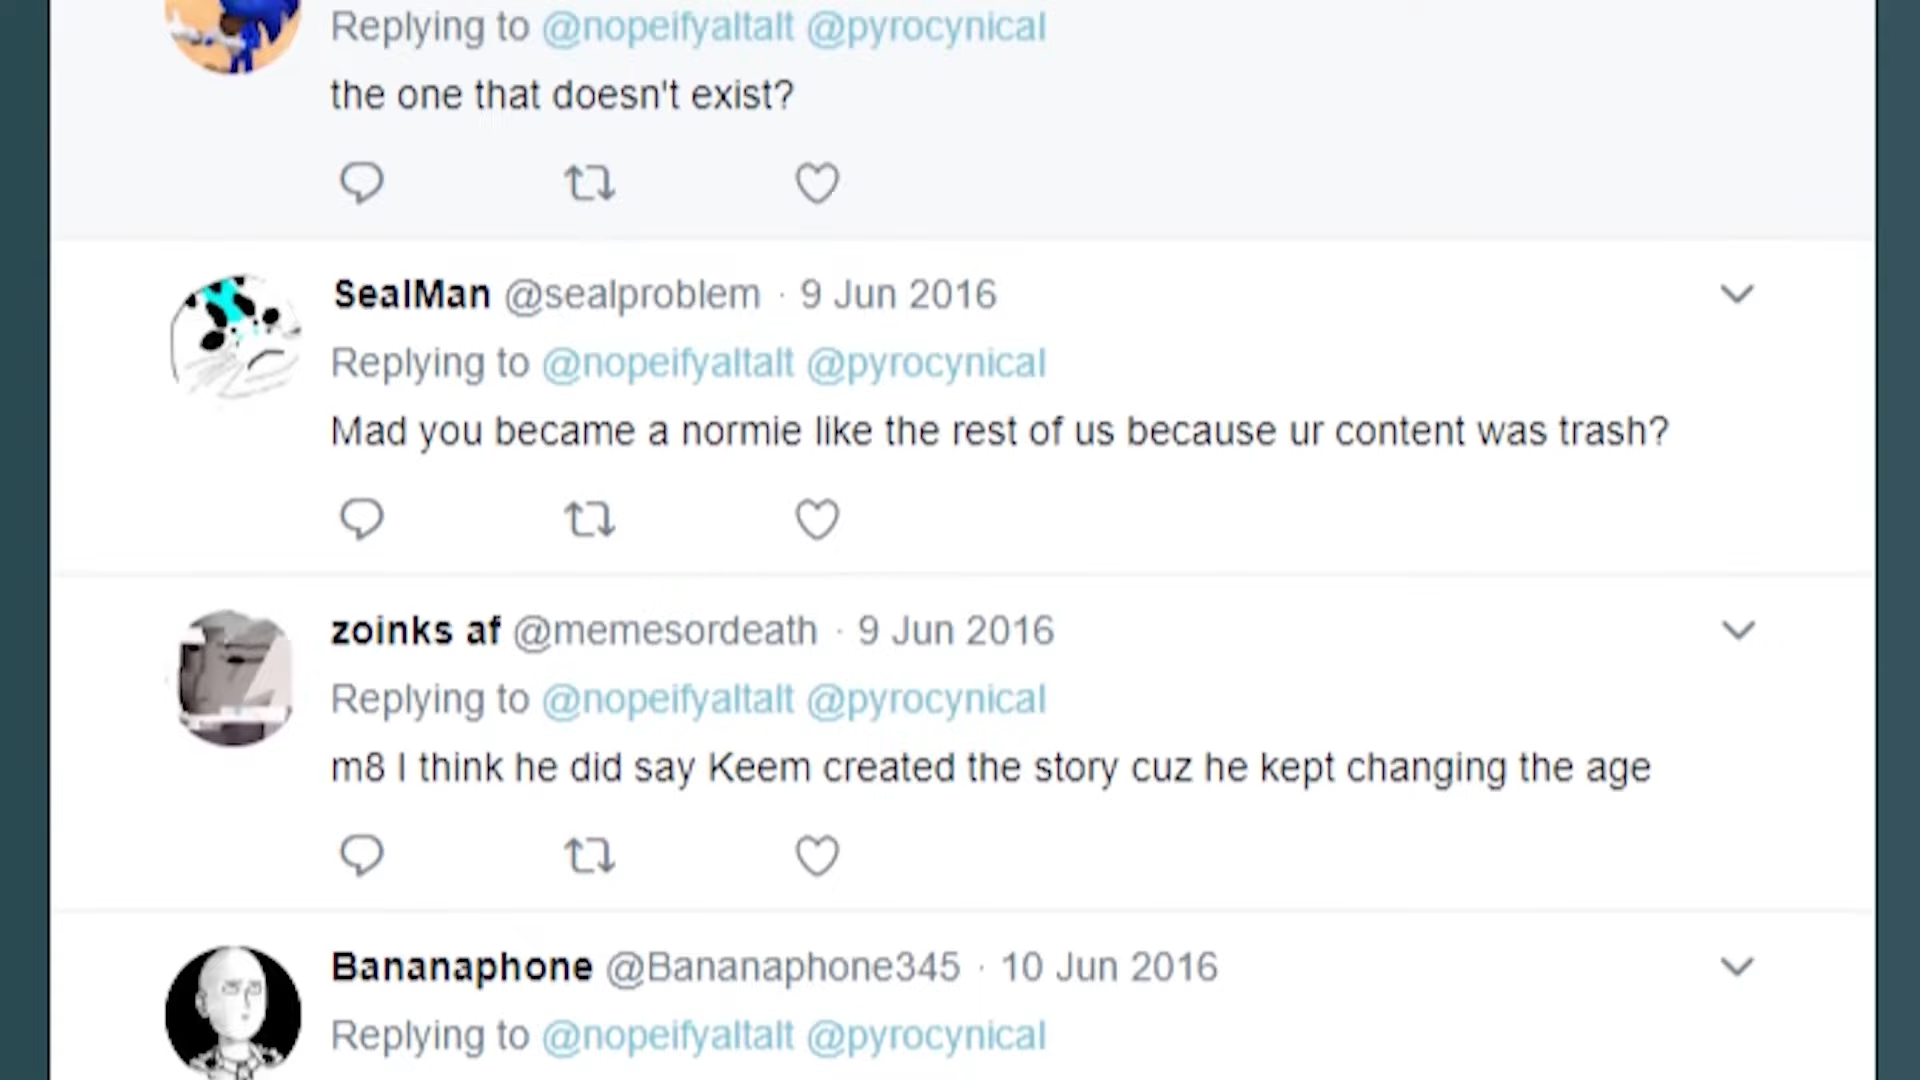 Replying to @nopeifyaltalt @pyrocynical
the one that doesn't exist?
SealMan @sealproblem · 9 Jun 2016
Replying to @nopeifyaltalt @pyrocynical
Mad you became a normie like the rest of us because ur content was trash?
zoinks af @memesordeath · 9 Jun 2016
Replying to @nopeifyaltalt @pyrocynical
m8 I think he did say Keem created the story cuz he kept changing the age
Bananaphone @Bananaphone345 · 10 Jun 2016
Replying to @nopeifyaltalt @pyrocynical